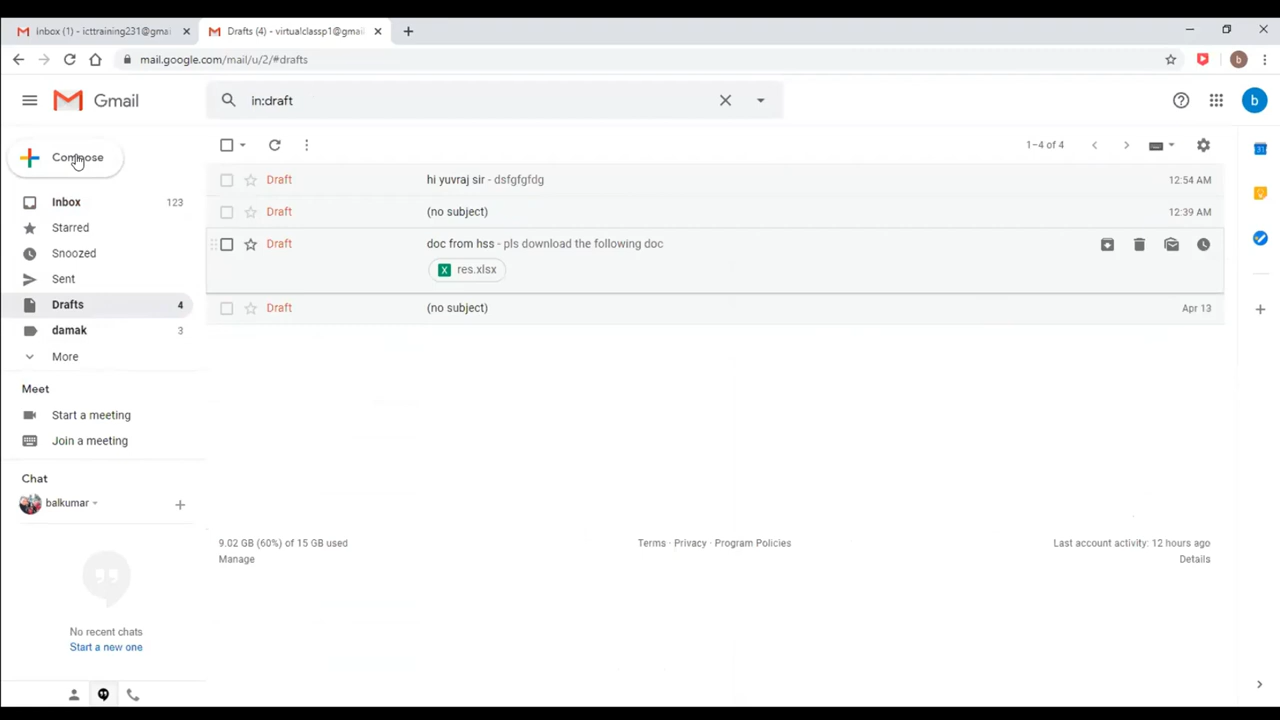 inbox (1) - icttraining231@gmai
Drafts (4) - virtualclassp1@gmai
mail.google.com/mail/u/2/#drafts
b
Gmail
in:draft
b
Compose
1–4 of 4
Inbox 123
Starred
Snoozed
Sent
Drafts 4
damak 3
More
Draft hi yuvraj sir - dsfgfgfdg 12:54 AM
Draft (no subject) 12:39 AM
Draft doc from hss - pls download the following doc
X res.xlsx
Draft (no subject) Apr 13
Meet
Start a meeting
Join a meeting
Chat
balkumar
No recent chats
Start a new one
9.02 GB (60%) of 15 GB used
Manage
Terms · Privacy · Program Policies
Last account activity: 12 hours ago
Details
31